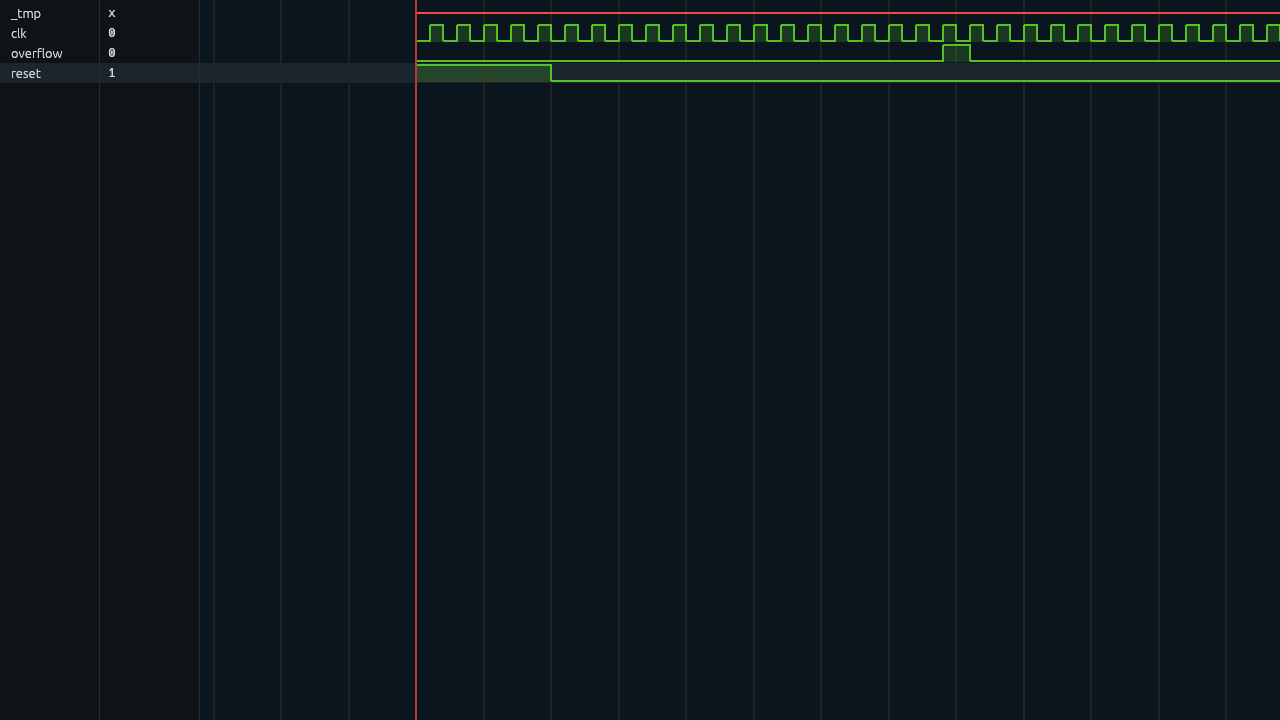 _tmp x
clk 0
overflow 0
reset 1